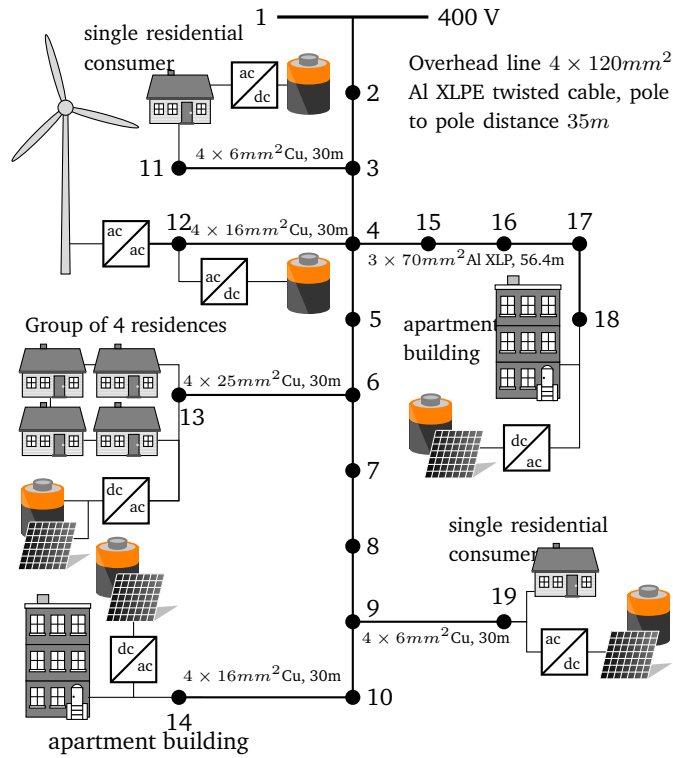 1
400 V
single residential
consumer
ac
dc
Overhead line 4 × 120mm²
Al XLPE twisted cable, pole
to pole distance 35m
2
4 × 6mm²Cu, 30m
11
3
12
4 × 16mm²Cu, 30m
4
15
16
17
ac
ac
3 × 70mm²Al XLP, 56.4m
ac
dc
5
18
Group of 4 residences
apartment
building
4 × 25mm²Cu, 30m
6
13
dc
ac
7
dc
ac
single residential
consumer
8
9
19
4 × 6mm²Cu, 30m
ac
dc
dc
ac
4 × 16mm²Cu, 30m
10
14
apartment building